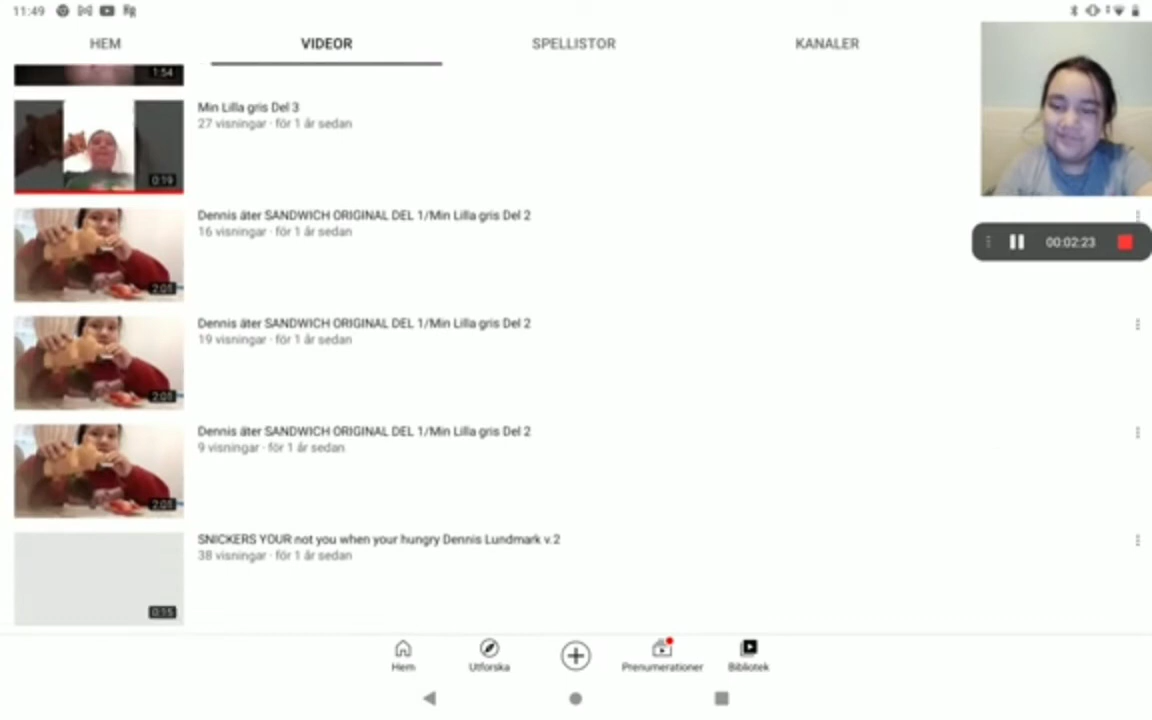 11:49
HEM
VIDEOR
SPELLISTOR
KANALER
1:54
Min Lilla gris Del 3
27 visningar · för 1 år sedan
0:19
Dennis äter SANDWICH ORIGINAL DEL 1/Min Lilla gris Del 2
16 visningar · för 1 år sedan
00:02:23
Dennis äter SANDWICH ORIGINAL DEL 1/Min Lilla gris Del 2
19 visningar · för 1 år sedan
Dennis äter SANDWICH ORIGINAL DEL 1/Min Lilla gris Del 2
9 visningar · för 1 år sedan
SNICKERS YOUR not you when your hungry Dennis Lundmark v.2
38 visningar · för 1 år sedan
0:15
Hem
Utforska
Prenumerationer
Bibliotek